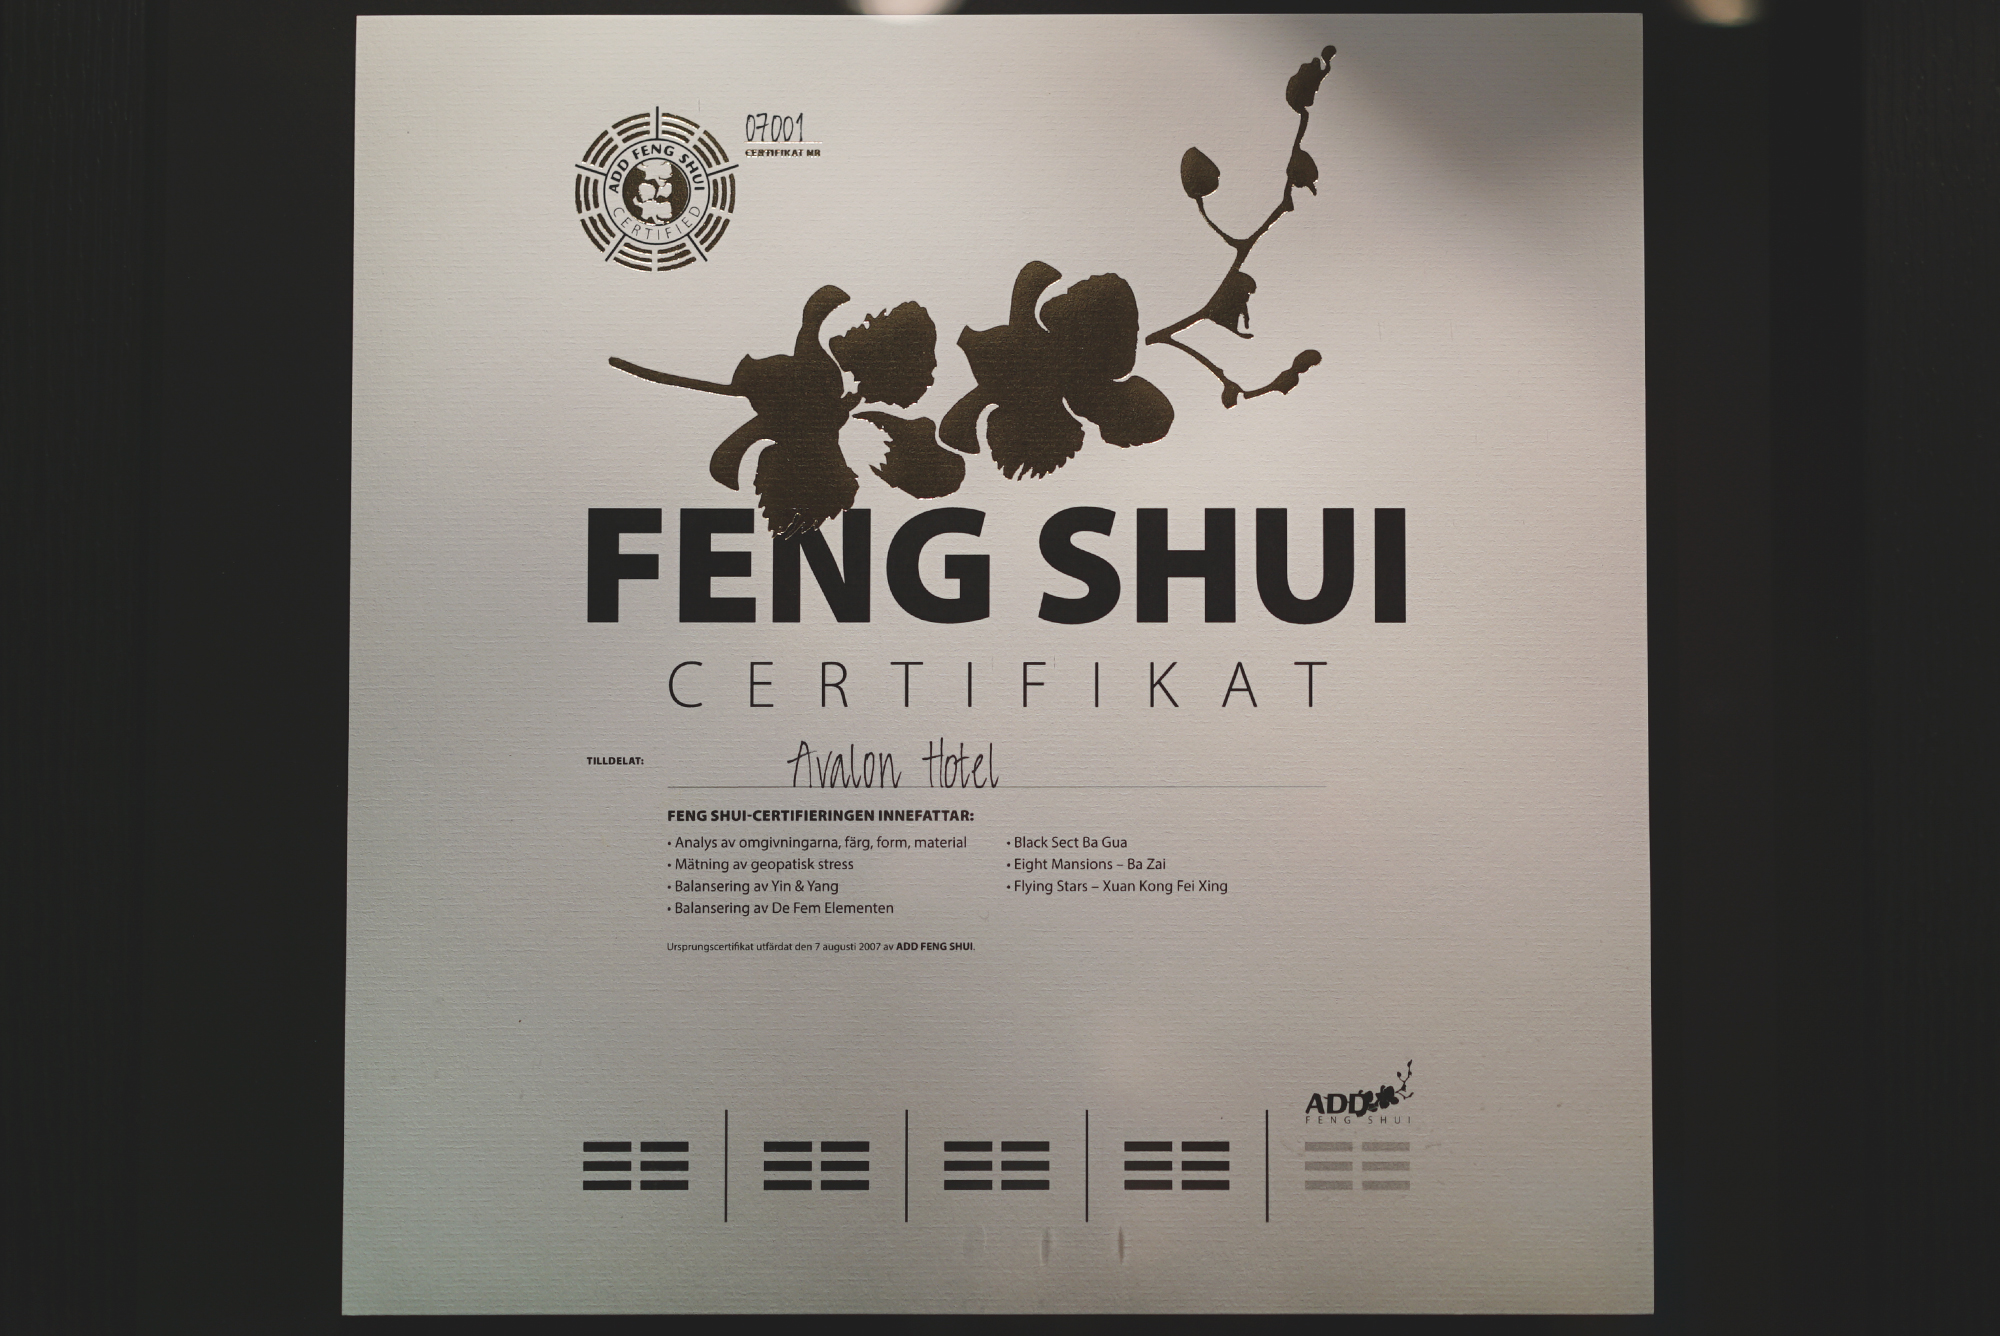 07001
CERTIFIKAT NR
ADD FENG SHUI
CERTIFIED
FENG SHUI
CERTIFIKAT
TILLDELAT: Avalon Hotel
FENG SHUI-CERTIFIERINGEN INNEFATTAR:
• Analys av omgivningarna, färg, form, material
• Mätning av geopatisk stress
• Balansering av Yin & Yang
• Balansering av De Fem Elementen
• Black Sect Ba Gua
• Eight Mansions – Ba Zai
• Flying Stars – Xuan Kong Fei Xing
Ursprungscertifikat utfärdat den 7 augusti 2007 av ADD FENG SHUI.
ADD
FENG SHUI